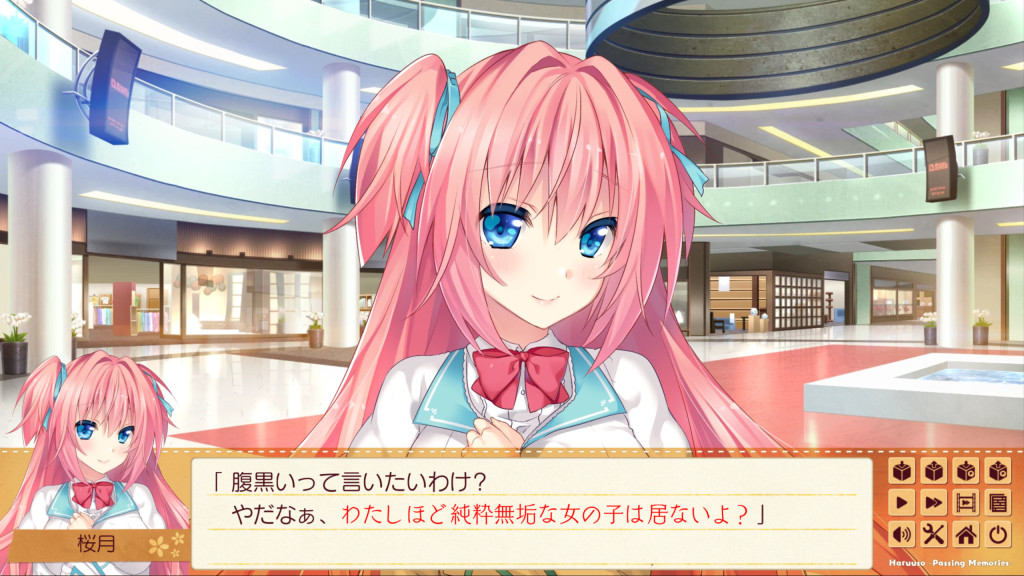 「腹黒いって言いたいわけ？
やだなぁ、わたしほど純粋無垢な女の子は居ないよ？」
桜月
Haruuso Passing Memories